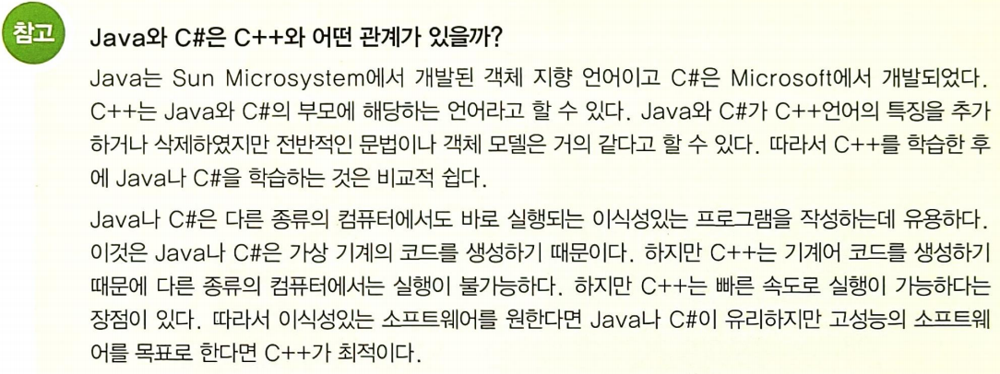 참고
Java와 C#은 C++와 어떤 관계가 있을까?
Java는 Sun Microsystem에서 개발된 객체 지향 언어이고 C#은 Microsoft에서 개발되었다.
C++는 Java와 C#의 부모에 해당하는 언어라고 할 수 있다. Java와 C#가 C++언어의 특징을 추가
하거나 삭제하였지만 전반적인 문법이나 객체 모델은 거의 같다고 할 수 있다. 따라서 C++를 학습한 후
에 Java나 C#을 학습하는 것은 비교적 쉽다.
Java나 C#은 다른 종류의 컴퓨터에서도 바로 실행되는 이식성있는 프로그램을 작성하는데 유용하다.
이것은 Java나 C#은 가상 기계의 코드를 생성하기 때문이다. 하지만 C++는 기계어 코드를 생성하기
때문에 다른 종류의 컴퓨터에서는 실행이 불가능하다. 하지만 C++는 빠른 속도로 실행이 가능하다는
장점이 있다. 따라서 이식성있는 소프트웨어를 원한다면 Java나 C#이 유리하지만 고성능의 소프트웨
어를 목표로 한다면 C++가 최적이다.